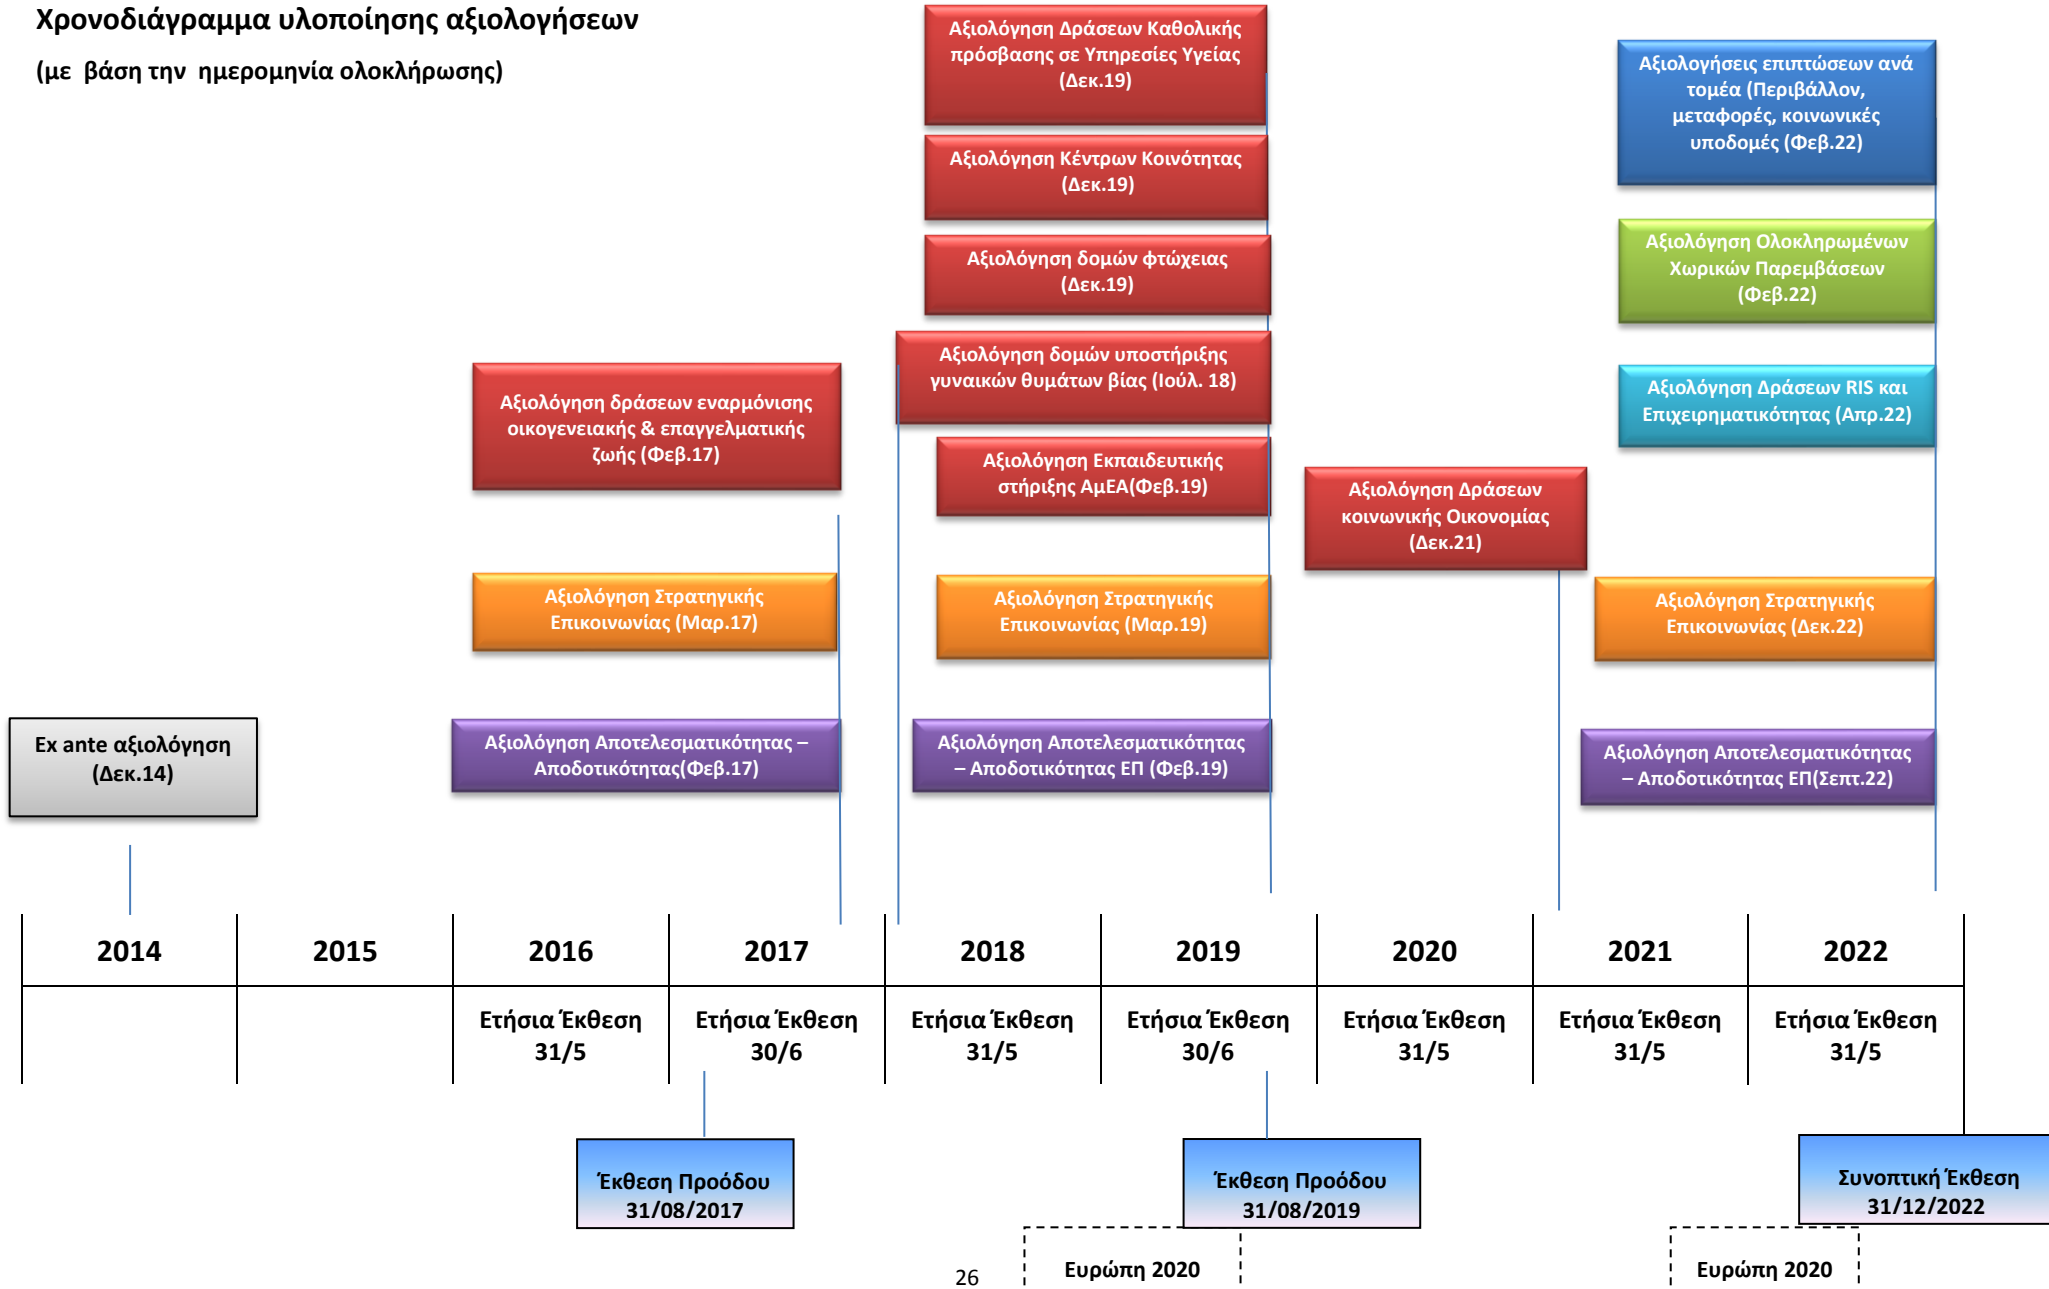 Χρονοδιάγραμμα υλοποίησης αξιολογήσεων
(με βάση την ημερομηνία ολοκλήρωσης)
Αξιολόγηση Δράσεων Καθολικής
πρόσβασης σε Υπηρεσίες Υγείας
(Δεκ.19)
Αξιολόγηση Κέντρων Κοινότητας
(Δεκ.19)
Αξιολόγηση δομών φτώχειας
(Δεκ.19)
Αξιολόγηση δομών υποστήριξης
γυναικών θυμάτων βίας (Ιούλ. 18)
Αξιολόγηση Εκπαιδευτικής
στήριξης ΑμΕΑ(Φεβ.19)
Αξιολόγηση Στρατηγικής
Επικοινωνίας (Μαρ.19)
Αξιολόγηση Αποτελεσματικότητας
– Αποδοτικότητας ΕΠ (Φεβ.19)
Αξιολόγηση δράσεων εναρμόνισης
οικογενειακής & επαγγελματικής
ζωής (Φεβ.17)
Αξιολόγηση Στρατηγικής
Επικοινωνίας (Μαρ.17)
Αξιολόγηση Αποτελεσματικότητας –
Αποδοτικότητας(Φεβ.17)
Ex ante αξιολόγηση
(Δεκ.14)
Αξιολόγηση Δράσεων
κοινωνικής Οικονομίας
(Δεκ.21)
Αξιολογήσεις επιπτώσεων ανά
τομέα (Περιβάλλον,
μεταφορές, κοινωνικές
υποδομές (Φεβ.22)
Αξιολόγηση Ολοκληρωμένων
Χωρικών Παρεμβάσεων
(Φεβ.22)
Αξιολόγηση Δράσεων RIS και
Επιχειρηματικότητας (Απρ.22)
Αξιολόγηση Στρατηγικής
Επικοινωνίας (Δεκ.22)
Αξιολόγηση Αποτελεσματικότητας
– Αποδοτικότητας ΕΠ(Σεπτ.22)
2014 2015 2016 2017 2018 2019 2020 2021 2022
Ετήσια Έκθεση Ετήσια Έκθεση Ετήσια Έκθεση Ετήσια Έκθεση Ετήσια Έκθεση Ετήσια Έκθεση Ετήσια Έκθεση
31/5 30/6 31/5 30/6 31/5 31/5 31/5
Έκθεση Προόδου
31/08/2017
Έκθεση Προόδου
31/08/2019
Συνοπτική Έκθεση
31/12/2022
Ευρώπη 2020
Ευρώπη 2020
26